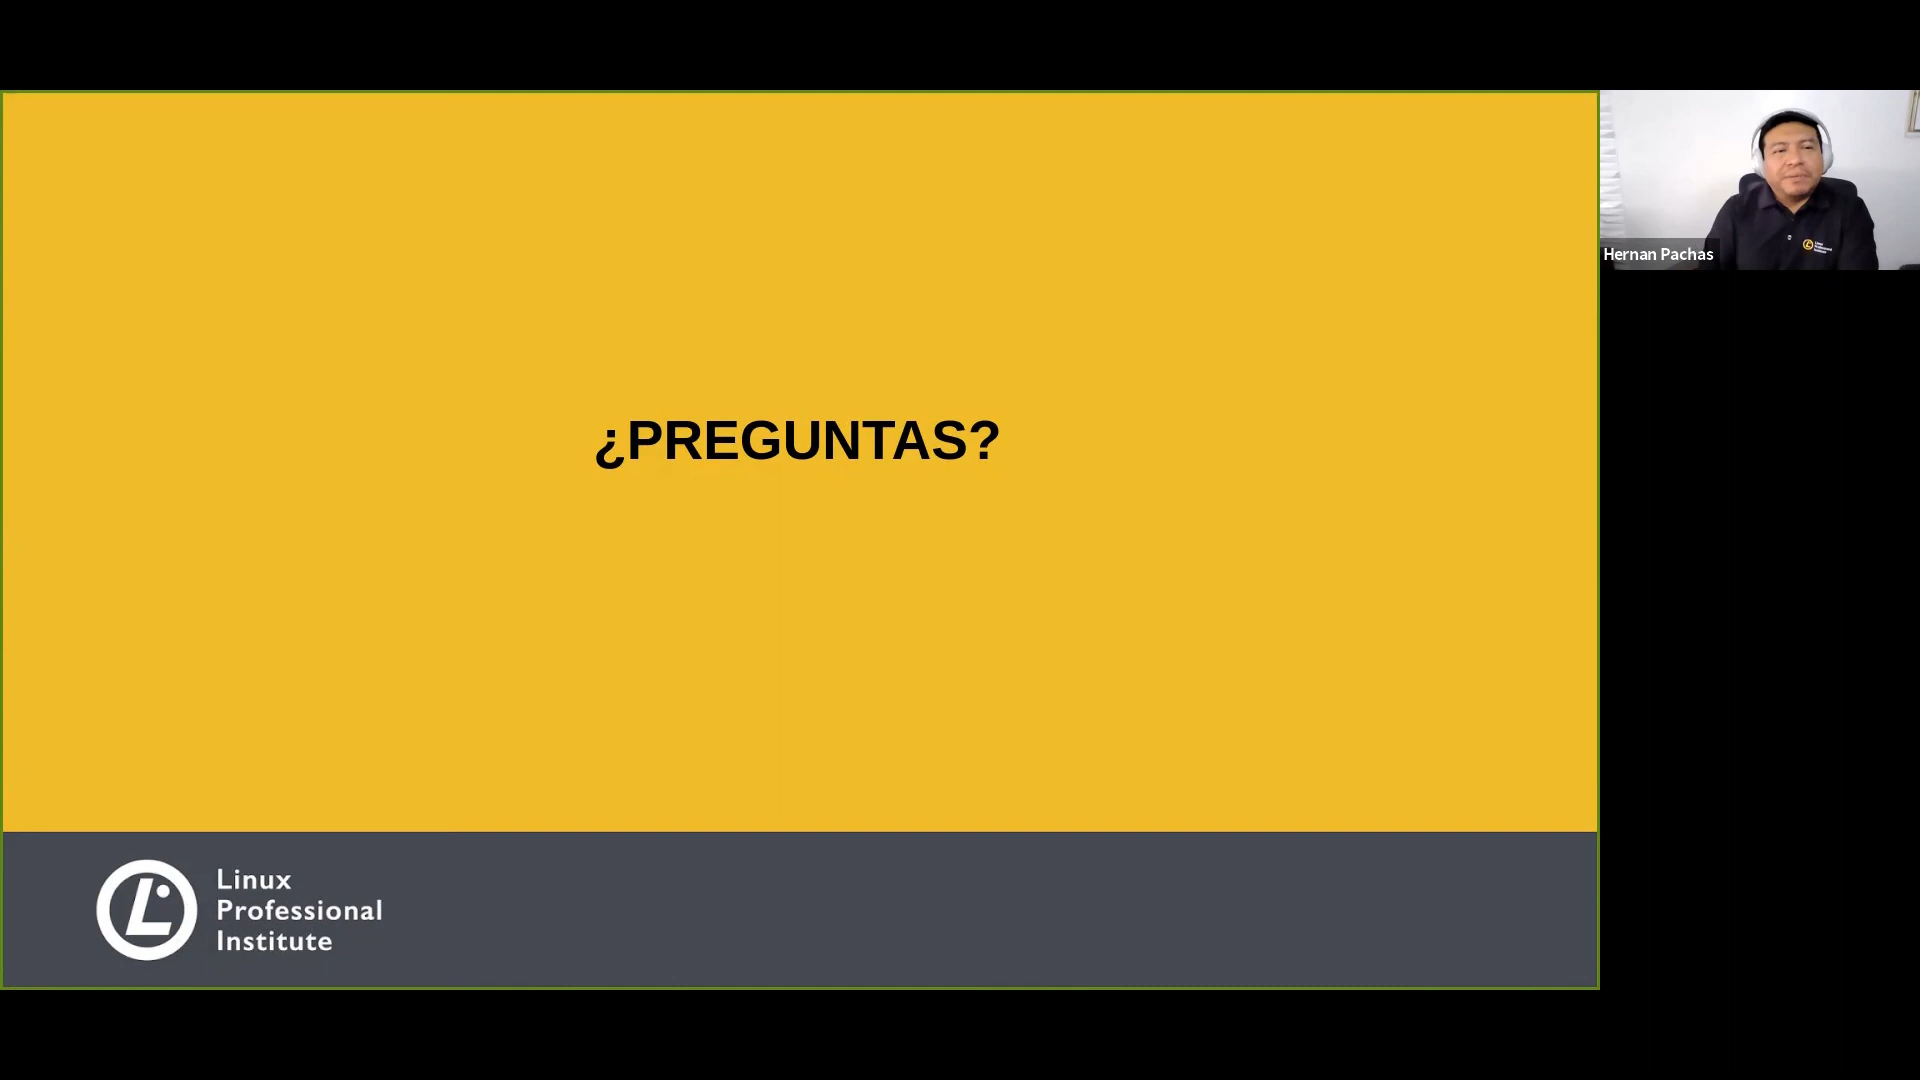 ¿PREGUNTAS?
Hernan Pachas
Linux
Professional
Institute